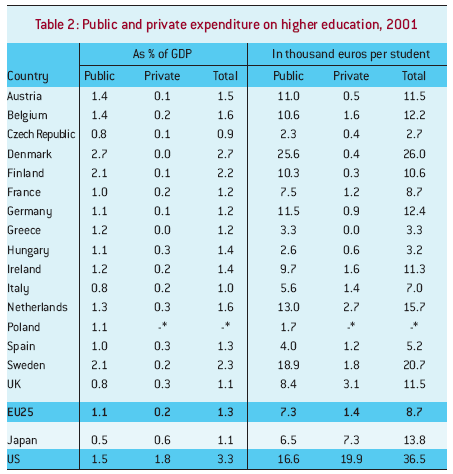 Table 2: Public and private expenditure on higher education, 2001
As % of GDP In thousand euros per student
Country Public Private Total Public Private Total
Austria 1.4 0.1 1.5 11.0 0.5 11.5
Belgium 1.4 0.2 1.6 10.6 1.6 12.2
Czech Republic 0.8 0.1 0.9 2.3 0.4 2.7
Denmark 2.7 0.0 2.7 25.6 0.4 26.0
Finland 2.1 0.1 2.2 10.3 0.3 10.6
France 1.0 0.2 1.2 7.5 1.2 8.7
Germany 1.1 0.1 1.2 11.5 0.9 12.4
Greece 1.2 0.0 1.2 3.3 0.0 3.3
Hungary 1.1 0.3 1.4 2.6 0.6 3.2
Ireland 1.2 0.2 1.4 9.7 1.6 11.3
Italy 0.8 0.2 1.0 5.6 1.4 7.0
Netherlands 1.3 0.3 1.6 13.0 2.7 15.7
Poland 1.1 -* -* 1.7 -* -*
Spain 1.0 0.3 1.3 4.0 1.2 5.2
Sweden 2.1 0.2 2.3 18.9 1.8 20.7
UK 0.8 0.3 1.1 8.4 3.1 11.5
EU25 1.1 0.2 1.3 7.3 1.4 8.7
Japan 0.5 0.6 1.1 6.5 7.3 13.8
US 1.5 1.8 3.3 16.6 19.9 36.5